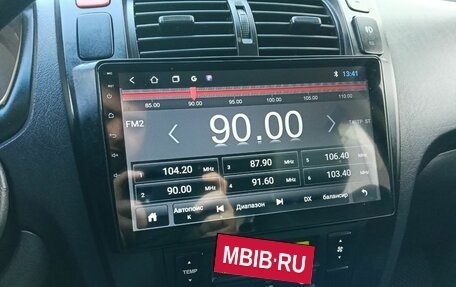 13:41
85.00 90.00 95.00 100.00 105.00 110.00
FM2
90.00
ST
1 104.20 MHz 3 87.90 MHz 5 106.40 MHz
2 90.00 MHz 4 91.60 MHz 6 103.40 MHz
Автопоис
к
Диапазон DX балансир
TEMP
MBIB•RU